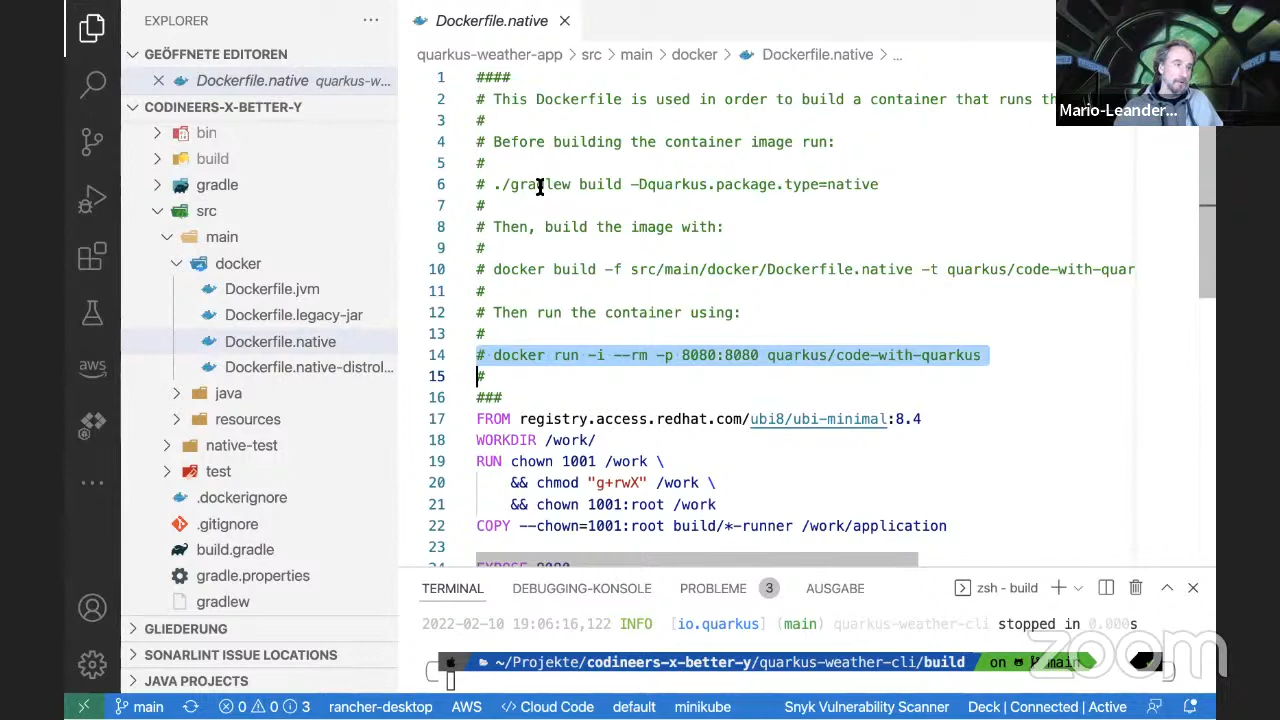 EXPLORER
GEÖFFNETE EDITOREN
Dockerfile.native quarkus-w...
CODINEERS-X-BETTER-Y
bin
build
gradle
src
main
docker
Dockerfile.jvm
Dockerfile.legacy-jar
Dockerfile.native
Dockerfile.native-distrol...
java
resources
native-test
test
.dockerignore
.gitignore
build.gradle
gradle.properties
gradlew
GLIEDERUNG
SONARLINT ISSUE LOCATIONS
JAVA PROJECTS
aws
Dockerfile.native
quarkus-weather-app > src > main > docker > Dockerfile.native > ...
1 ####
2 # This Dockerfile is used in order to build a container that runs th
3 #
4 # Before building the container image run:
5 #
6 # ./gradlew build -Dquarkus.package.type=native
7 #
8 # Then, build the image with:
9 #
10 # docker build -f src/main/docker/Dockerfile.native -t quarkus/code-with-quar
11 #
12 # Then run the container using:
13 #
14 # docker run -i --rm -p 8080:8080 quarkus/code-with-quarkus
15 #
16 ###
17 FROM registry.access.redhat.com/ubi8/ubi-minimal:8.4
18 WORKDIR /work/
19 RUN chown 1001 /work \
20 && chmod "g+rwX" /work \
21 && chown 1001:root /work
22 COPY --chown=1001:root build/*-runner /work/application
23
24 EXPOSE 8080
Mario-Leander...
TERMINAL DEBUGGING-KONSOLE PROBLEME 3 AUSGABE zsh - build
2022-02-10 19:06:16,122 INFO [io.quarkus] (main) quarkus-weather-cli stopped in 0.000s
~/Projekte/codineers-x-better-y/quarkus-weather-cli/build on main
zoom
main 0 0 3 rancher-desktop AWS Cloud Code default minikube Snyk Vulnerability Scanner Deck | Connected | Active